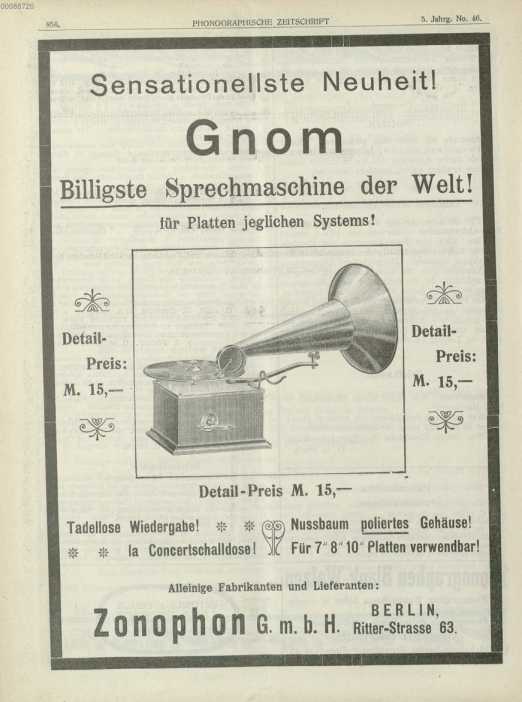 00088720
PHONOGRAPHISCHE ZEITSCHRIFT
5. Jahrg. No. 46.
Sensationellste Neuheit!
Gnom
Billigste Sprechmaschine der Welt!
für Platten jeglichen Systems!
Detail-
Preis:
M. 15,—
Detail-
Preis:
M. 15,—
Detail-Preis M. 15,—
Tadellose Wiedergabe!
Ia Concertschalldose!
Nussbaum poliertes Gehäuse!
Für 7" 8" 10" Platten verwendbar!
Alleinige Fabrikanten und Lieferanten:
Zonophon G. m. b. H.
BERLIN,
Ritter-Strasse 63.